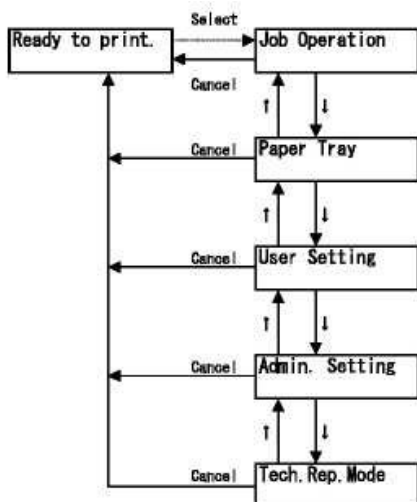 Select
Ready to print.
Job Operation
Cancel
↑ ↓
Cancel
Paper Tray
↑ ↓
Cancel
User Setting
↑ ↓
Cancel
Admin. Setting
↑ ↓
Cancel
Tech.Rep.Mode